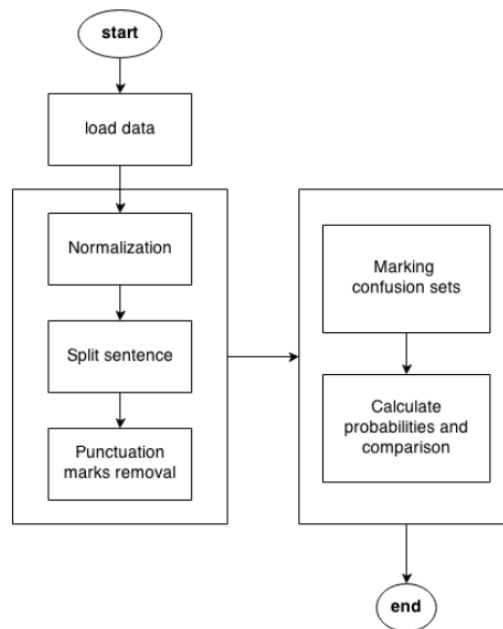 start
load data
Normalization
Split sentence
Punctuation
marks removal
Marking
confusion sets
Calculate
probabilities and
comparison
end